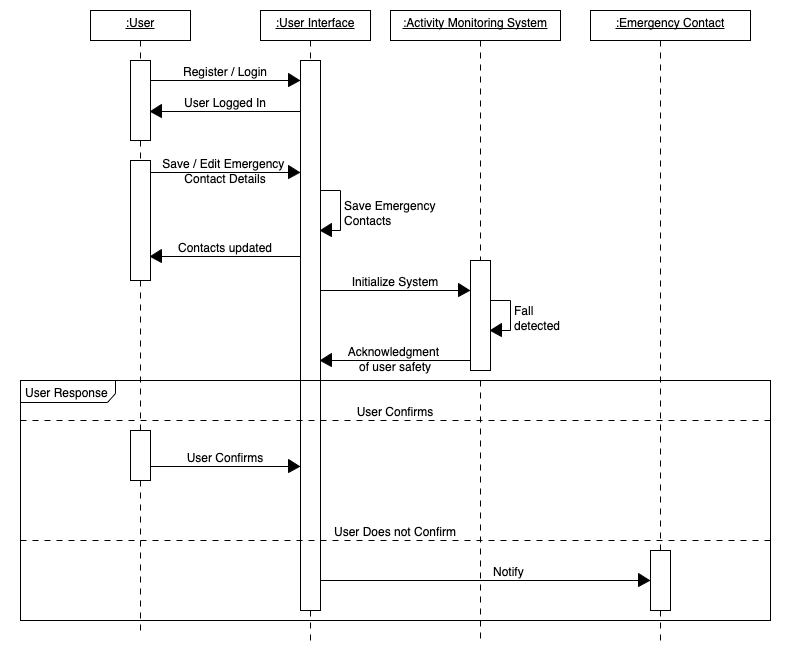 :User
:User Interface
:Activity Monitoring System
:Emergency Contact
Register / Login
User Logged In
Save / Edit Emergency
Contact Details
Save Emergency
Contacts
Contacts updated
Initialize System
Fall
detected
Acknowledgment
of user safety
User Response
User Confirms
User Confirms
User Does not Confirm
Notify